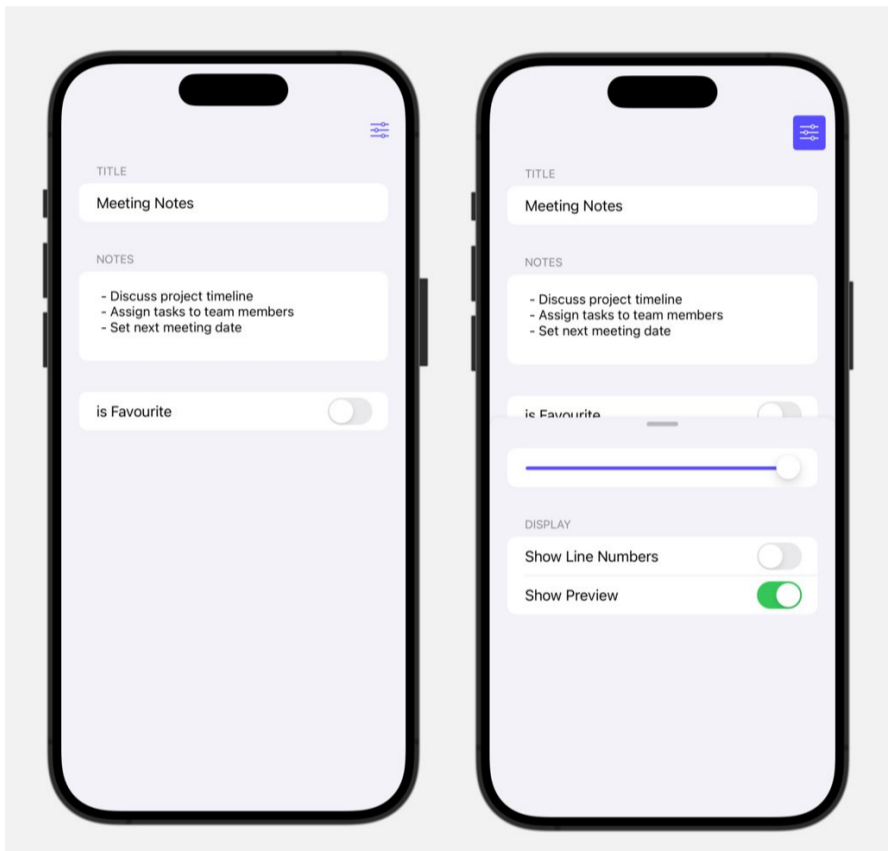 TITLE
Meeting Notes
NOTES
- Discuss project timeline
- Assign tasks to team members
- Set next meeting date
is Favourite
TITLE
Meeting Notes
NOTES
- Discuss project timeline
- Assign tasks to team members
- Set next meeting date
is Favourite
DISPLAY
Show Line Numbers
Show Preview